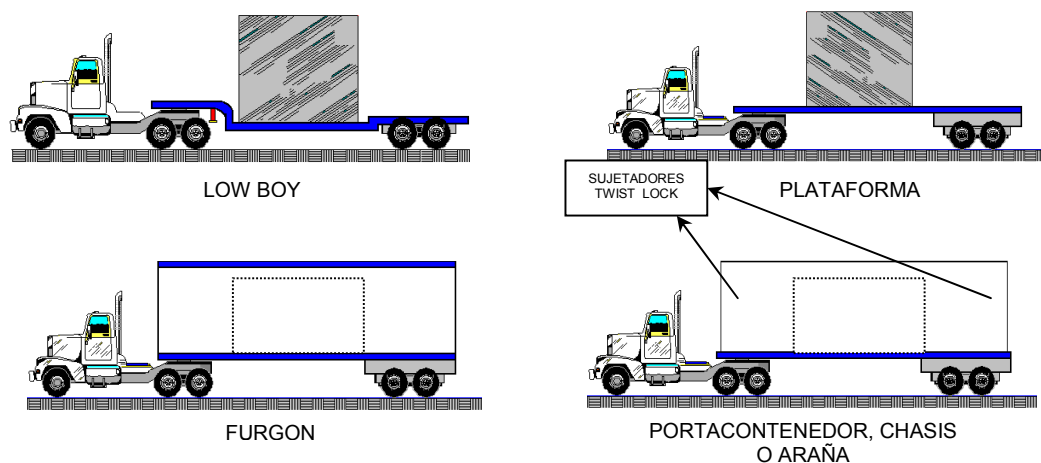 LOW BOY
SUJETADORES
TWIST LOCK
PLATAFORMA
FURGON
PORTACONTENEDOR, CHASIS
O ARAÑA